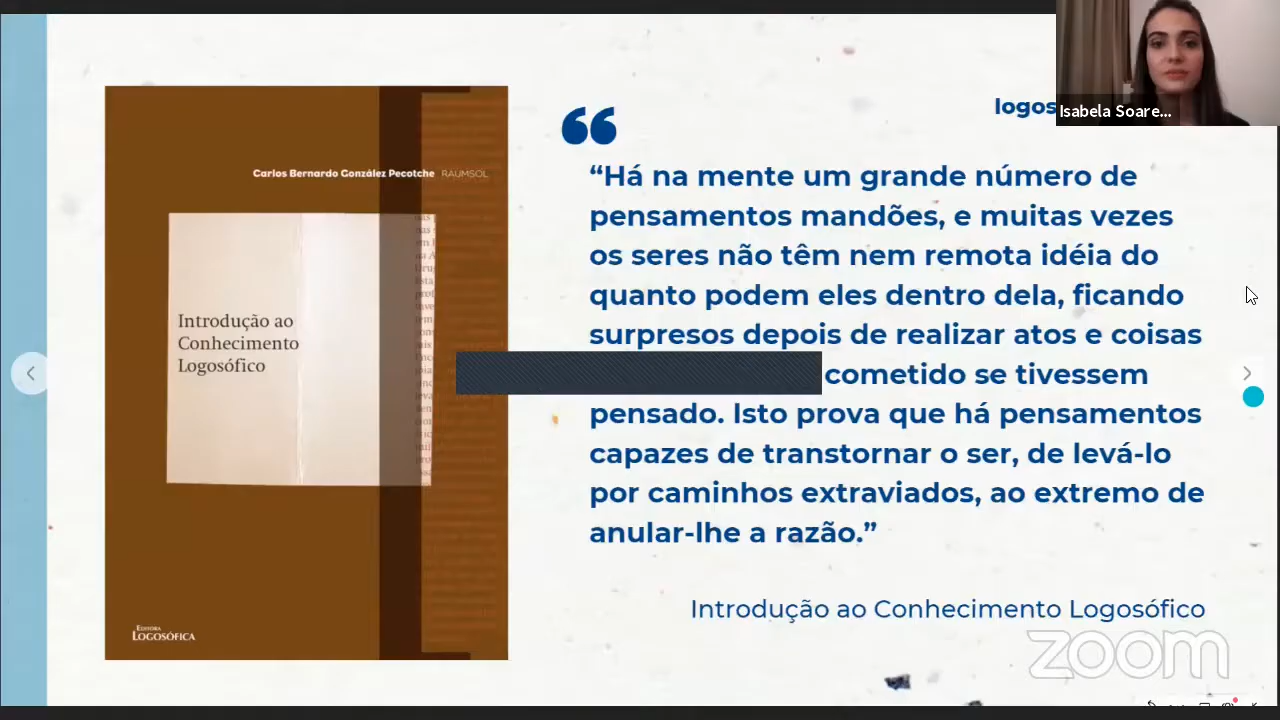 Isabela Soare...
logos
“Há na mente um grande número de
pensamentos mandões, e muitas vezes
os seres não têm nem remota idéia do
quanto podem eles dentro dela, ficando
surpresos depois de realizar atos e coisas
cometido se tivessem
pensado. Isto prova que há pensamentos
capazes de transtornar o ser, de levá-lo
por caminhos extraviados, ao extremo de
anular-lhe a razão.”
Introdução ao Conhecimento Logosófico
Carlos Bernardo González Pecotche RAUMSOL
Introdução ao
Conhecimento
Logosófico
EDITORA
LOGOSÓFICA
zoom